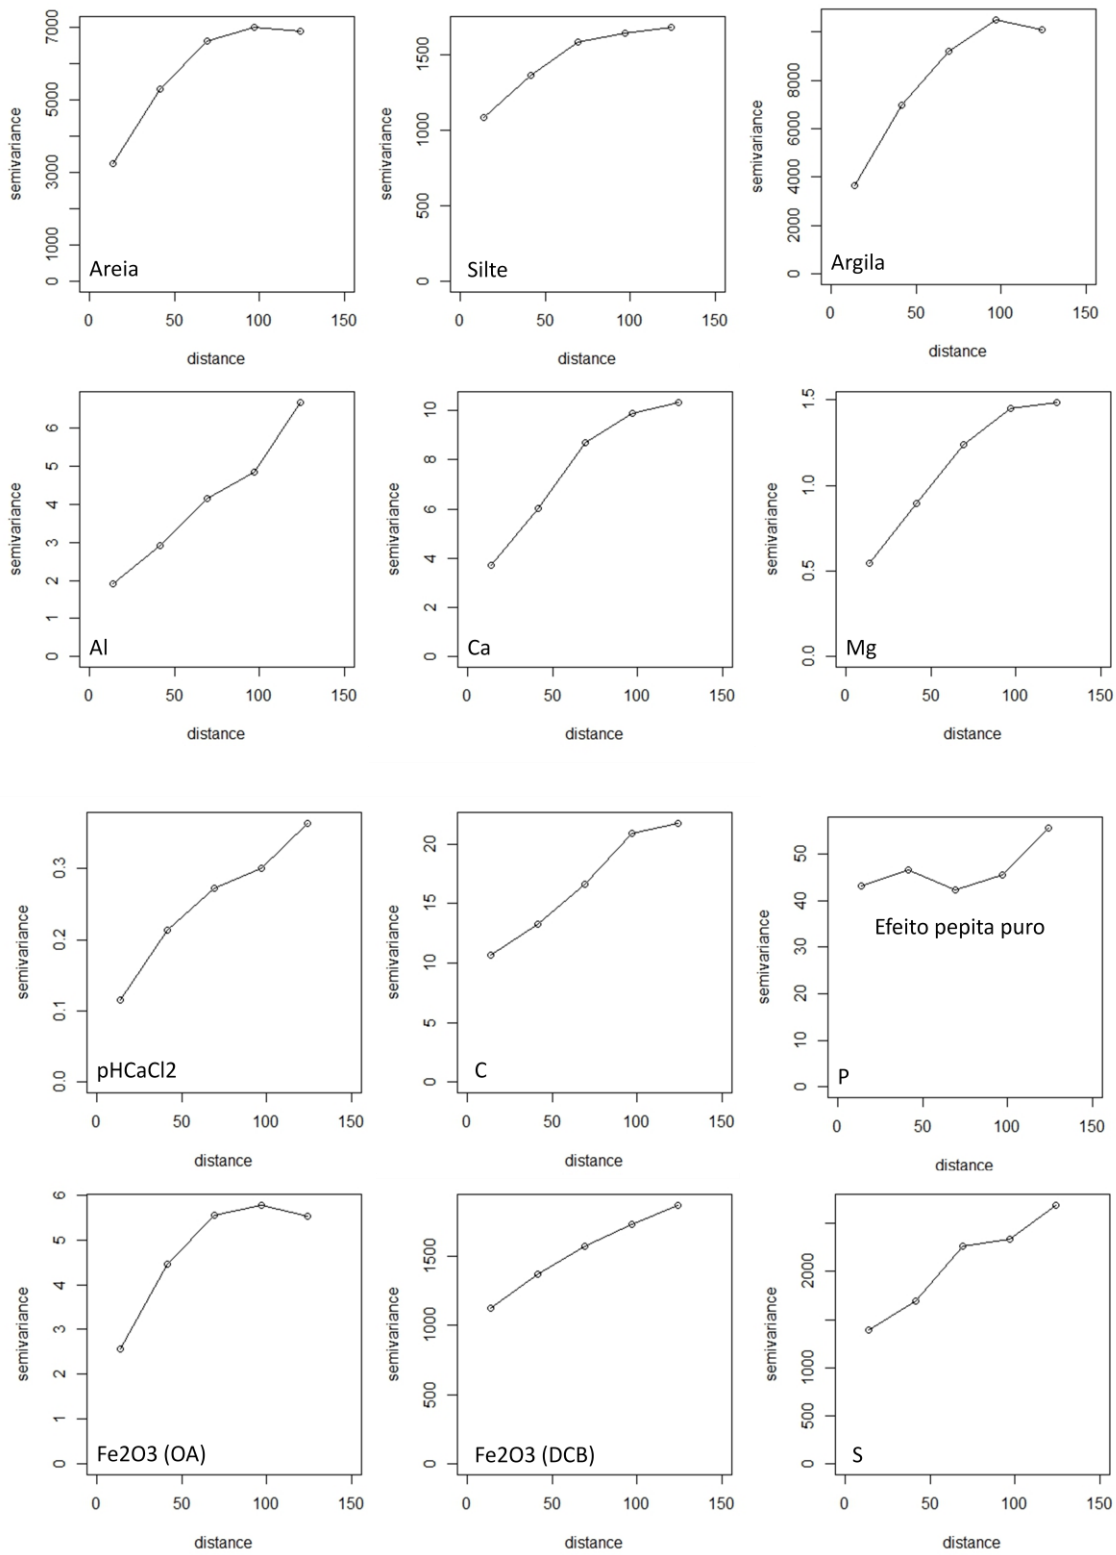 semivariance
0 1000 3000 5000 7000
Areia
0 50 100 150
distance
semivariance
0 500 1000 1500
Silte
0 50 100 150
distance
semivariance
0 2000 4000 6000 8000
Argila
0 50 100 150
distance
semivariance
0 1 2 3 4 5 6
Al
0 50 100 150
distance
semivariance
0 2 4 6 8 10
Ca
0 50 100 150
distance
semivariance
0.0 0.5 1.0 1.5
Mg
0 50 100 150
distance
semivariance
0.0 0.1 0.2 0.3
pHCaCl2
0 50 100 150
distance
semivariance
0 5 10 15 20
C
0 50 100 150
distance
semivariance
0 10 20 30 40 50
Efeito pepita puro
P
0 50 100 150
distance
semivariance
0 1 2 3 4 5 6
Fe2O3 (OA)
0 50 100 150
distance
semivariance
0 500 1000 1500
Fe2O3 (DCB)
0 50 100 150
distance
semivariance
0 500 1000 2000
S
0 50 100 150
distance